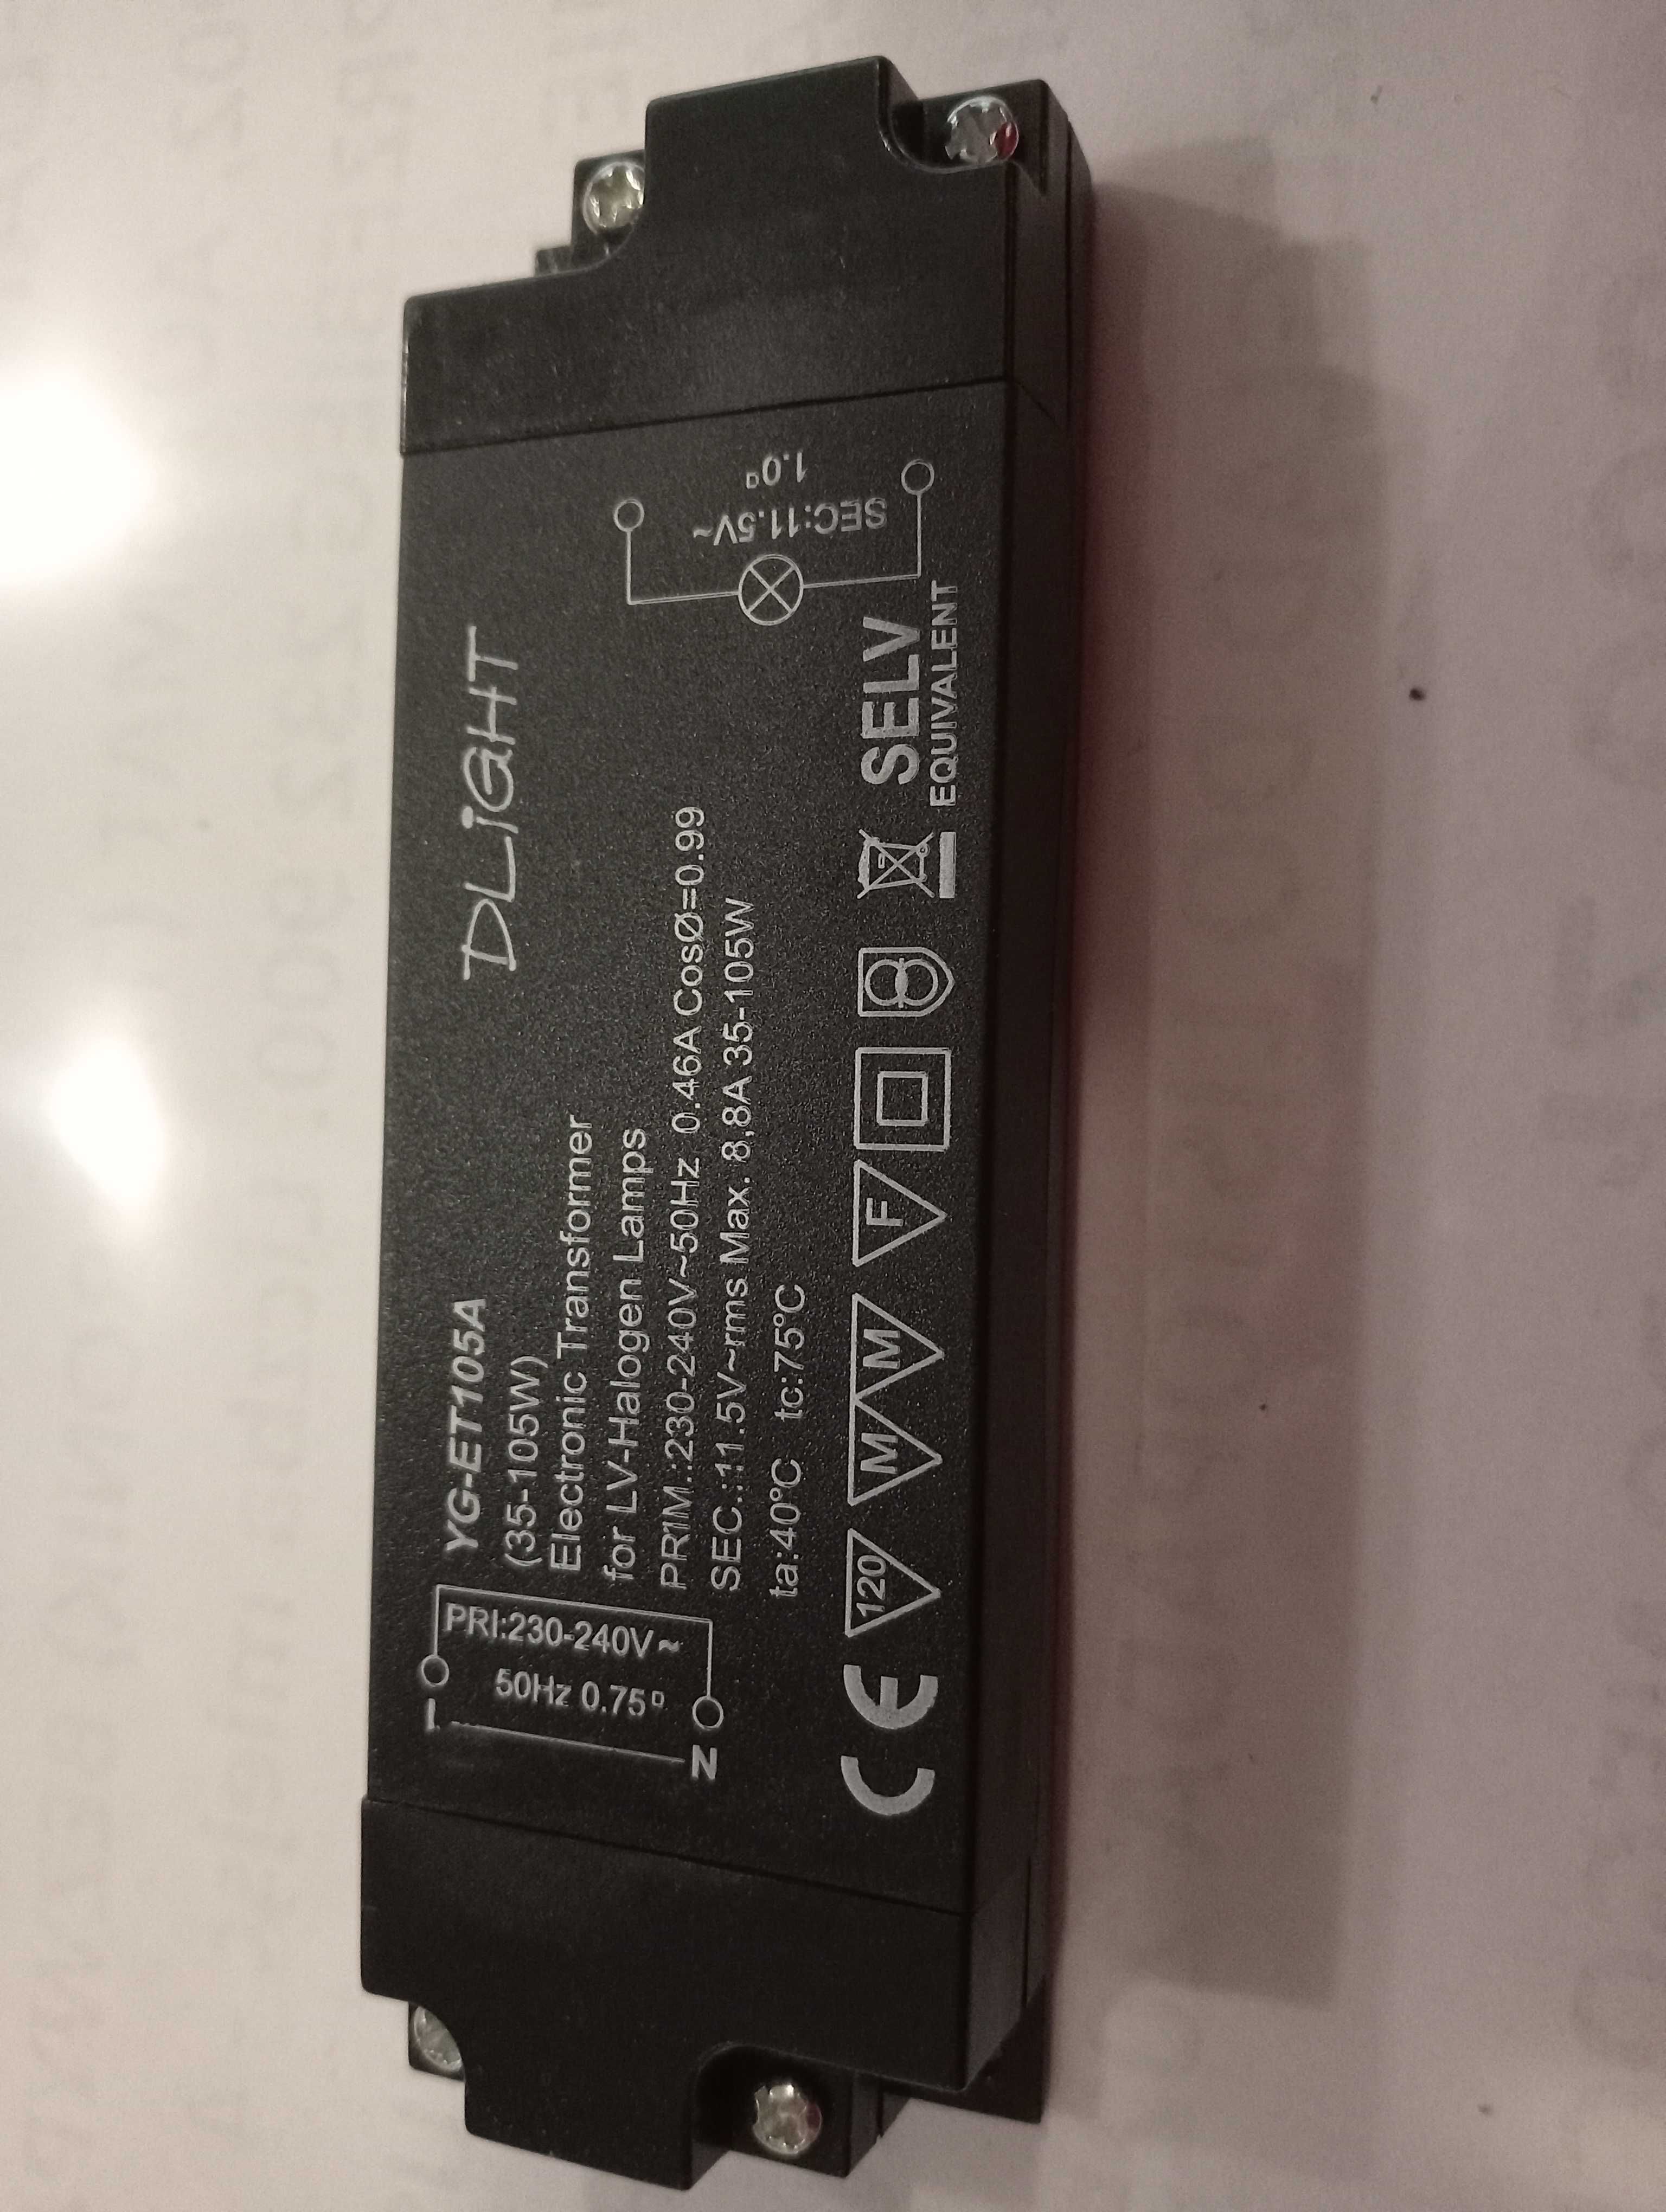 DLiGHT
YG-ET105A
(35-105W)
Electronic Transformer
for LV-Halogen Lamps
PRIM.:230-240V~50Hz 0.46A CosØ=0.99
SEC.:11.5V~rms Max. 8,8A 35-105W
ta:40°C tc:75°C
PRI:230-240V~
50Hz 0.75
L
N
SEC:11.5V~
1.0
CE
120
M
M
F
SELV
EQUIVALENT